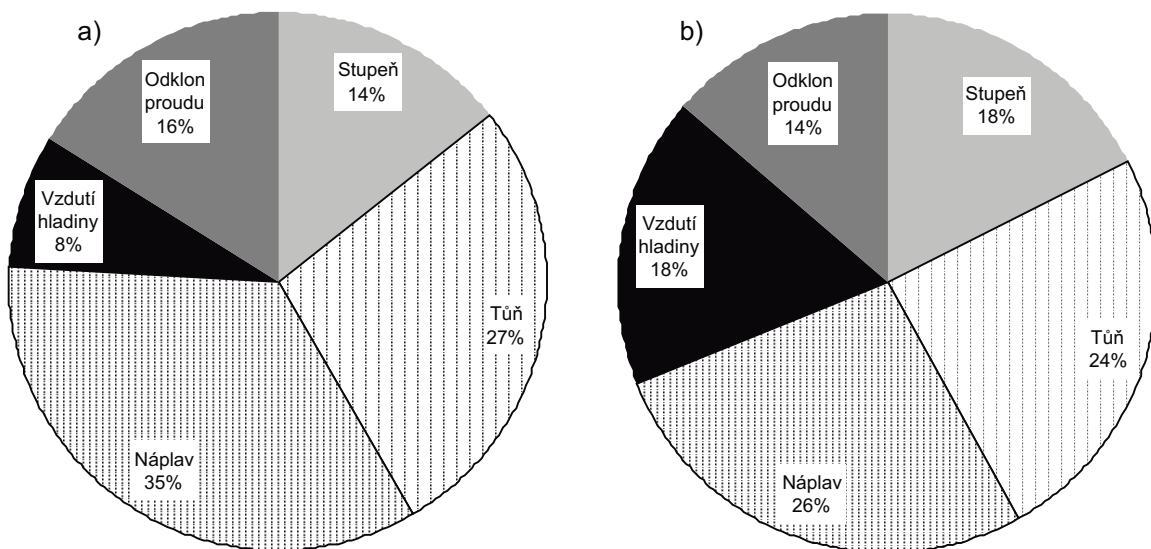 a)
Stupeň
14%
Odklon
proudu
16%
Vzdutí
hladiny
8%
Tůň
27%
Náplav
35%
b)
Stupeň
18%
Odklon
proudu
14%
Vzdutí
hladiny
18%
Tůň
24%
Náplav
26%